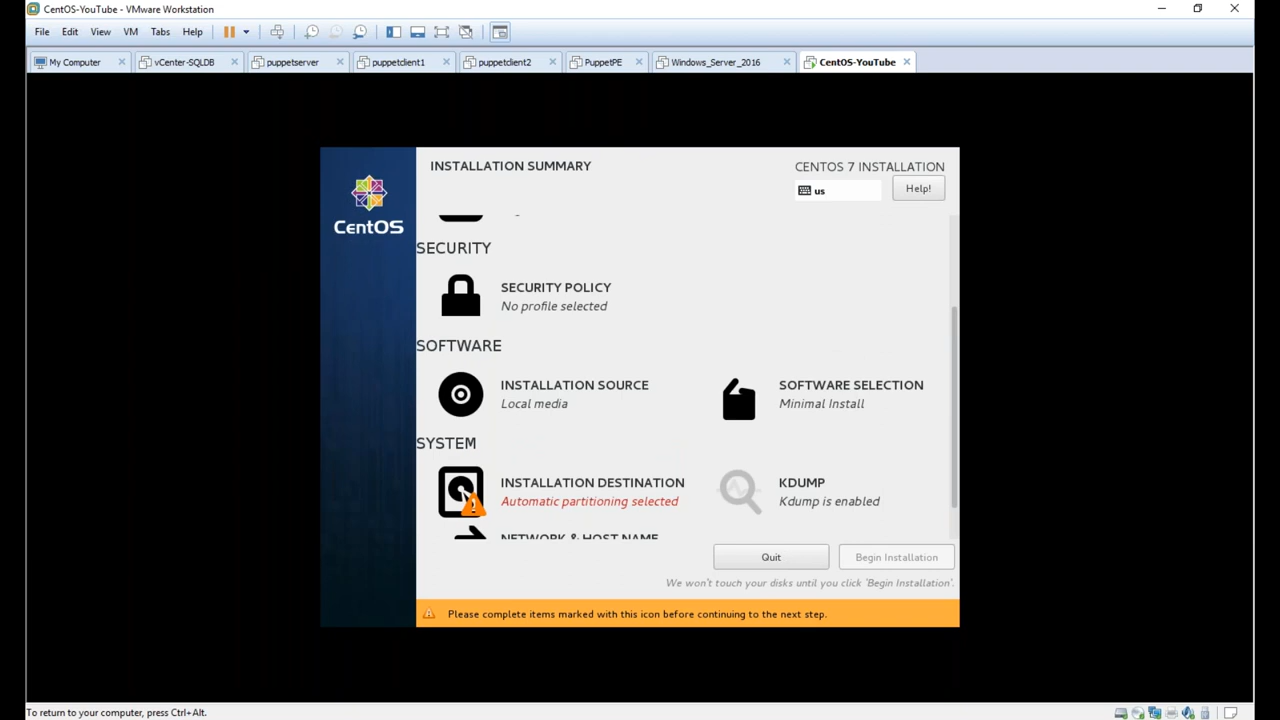 CentOS-YouTube - VMware Workstation
File Edit View VM Tabs Help
My Computer vCenter-SQLDB puppetserver puppetclient1 puppetclient2 PuppetPE Windows_Server_2016 CentOS-YouTube
INSTALLATION SUMMARY
CENTOS 7 INSTALLATION
us
Help!
CentOS
SECURITY
SECURITY POLICY
No profile selected
SOFTWARE
INSTALLATION SOURCE
Local media
SOFTWARE SELECTION
Minimal Install
SYSTEM
INSTALLATION DESTINATION
Automatic partitioning selected
KDUMP
Kdump is enabled
NETWORK & HOST NAME
Quit
Begin Installation
We won't touch your disks until you click 'Begin Installation'.
Please complete items marked with this icon before continuing to the next step.
To return to your computer, press Ctrl+Alt.